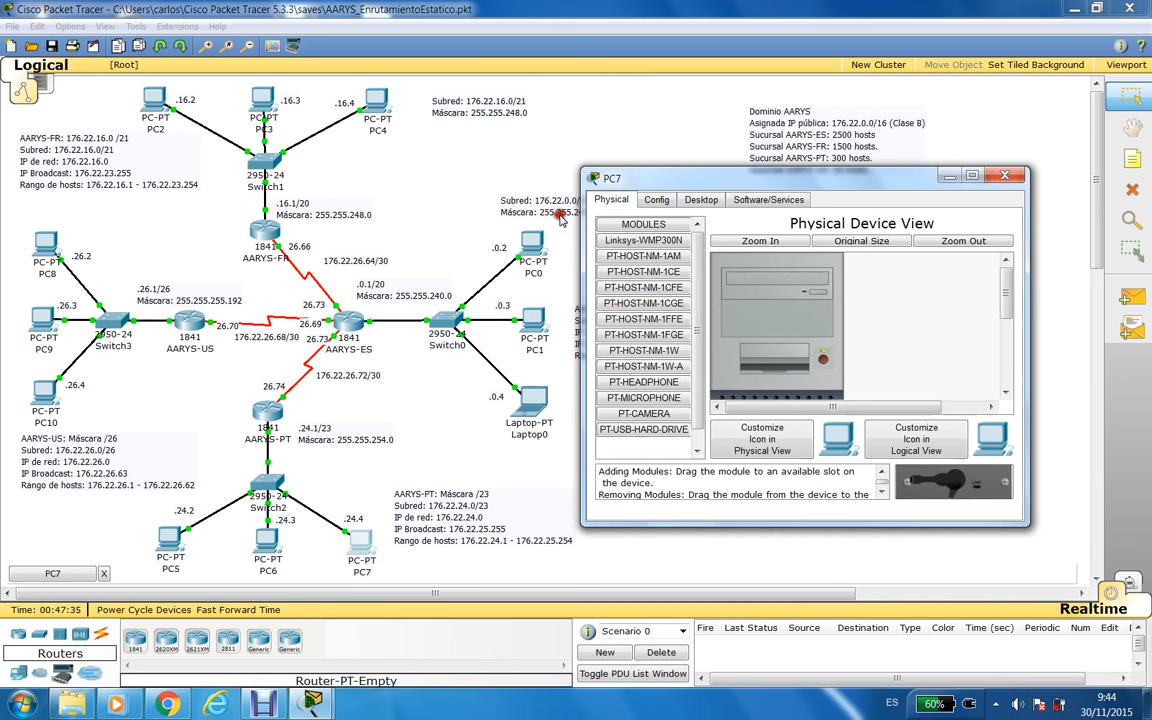 Cisco Packet Tracer - C:\Users\carlos\Cisco Packet Tracer 5.3.3\saves\AARYS_EnrutamientoEstatico.pkt
File Edit Options View Tools Extensions Help
Logical
[Root]
New Cluster
Move Object
Set Tiled Background
Viewport
.16.2
PC-PT
PC2
.16.3
PC-PT
PC3
.16.4
PC-PT
PC4
Subred: 176.22.16.0/21
Máscara: 255.255.248.0
Dominio AARYS
Asignada IP pública: 176.22.0.0/16 (Clase B)
Sucursal AARYS-ES: 2500 hosts
Sucursal AARYS-FR: 1500 hosts.
Sucursal AARYS-PT: 300 hosts.
AARYS-FR: 176.22.16.0 /21
Subred: 176.22.16.0/21
IP de red: 176.22.16.0
IP Broadcast: 176.22.23.255
Rango de hosts: 176.22.16.1 - 176.22.23.254
2950-24
Switch1
.16.1/20
Máscara: 255.255.248.0
1841
AARYS-FR
26.66
176.22.26.64/30
Subred: 176.22.0.0/
Máscara: 255.255.24
.0.2
PC-PT
PC0
.0.3
PC-PT
PC1
.0.4
Laptop-PT
Laptop0
PC-PT
PC8
.26.2
.26.3
PC-PT
PC9
.26.4
PC-PT
PC10
2950-24
Switch3
.26.1/26
Máscara: 255.255.255.192
1841
AARYS-US
26.70
176.22.26.68/30
26.73
26.69
26.73
.0.1/20
Máscara: 255.255.240.0
1841
AARYS-ES
2950-24
Switch0
176.22.26.72/30
26.74
1841
AARYS-PT
.24.1/23
Máscara: 255.255.254.0
AARYS-US: Máscara /26
Subred: 176.22.26.0/26
IP de red: 176.22.26.0
IP Broadcast: 176.22.26.63
Rango de hosts: 176.22.26.1 - 176.22.26.62
2950-24
Switch2
.24.2
PC-PT
PC5
.24.3
PC-PT
PC6
.24.4
PC-PT
PC7
AARYS-PT: Máscara /23
Subred: 176.22.24.0/23
IP de red: 176.22.24.0
IP Broadcast: 176.22.25.255
Rango de hosts: 176.22.24.1 - 176.22.25.254
PC7
Physical
Config
Desktop
Software/Services
MODULES
Linksys-WMP300N
PT-HOST-NM-1AM
PT-HOST-NM-1CE
PT-HOST-NM-1CFE
PT-HOST-NM-1CGE
PT-HOST-NM-1FFE
PT-HOST-NM-1FGE
PT-HOST-NM-1W
PT-HOST-NM-1W-A
PT-HEADPHONE
PT-MICROPHONE
PT-CAMERA
PT-USB-HARD-DRIVE
Physical Device View
Zoom In
Original Size
Zoom Out
Customize
Icon in
Physical View
Customize
Icon in
Logical View
Adding Modules: Drag the module to an available slot on
the device.
Removing Modules: Drag the module from the device to the
PC7
X
Time: 00:47:35
Power Cycle Devices
Fast Forward Time
Realtime
Routers
1841
2620XM
2621XM
2811
Generic
Generic
Router-PT-Empty
Scenario 0
New
Delete
Toggle PDU List Window
Fire
Last Status
Source
Destination
Type
Color
Time (sec)
Periodic
Num
Edit
ES
60%
9:44
30/11/2015